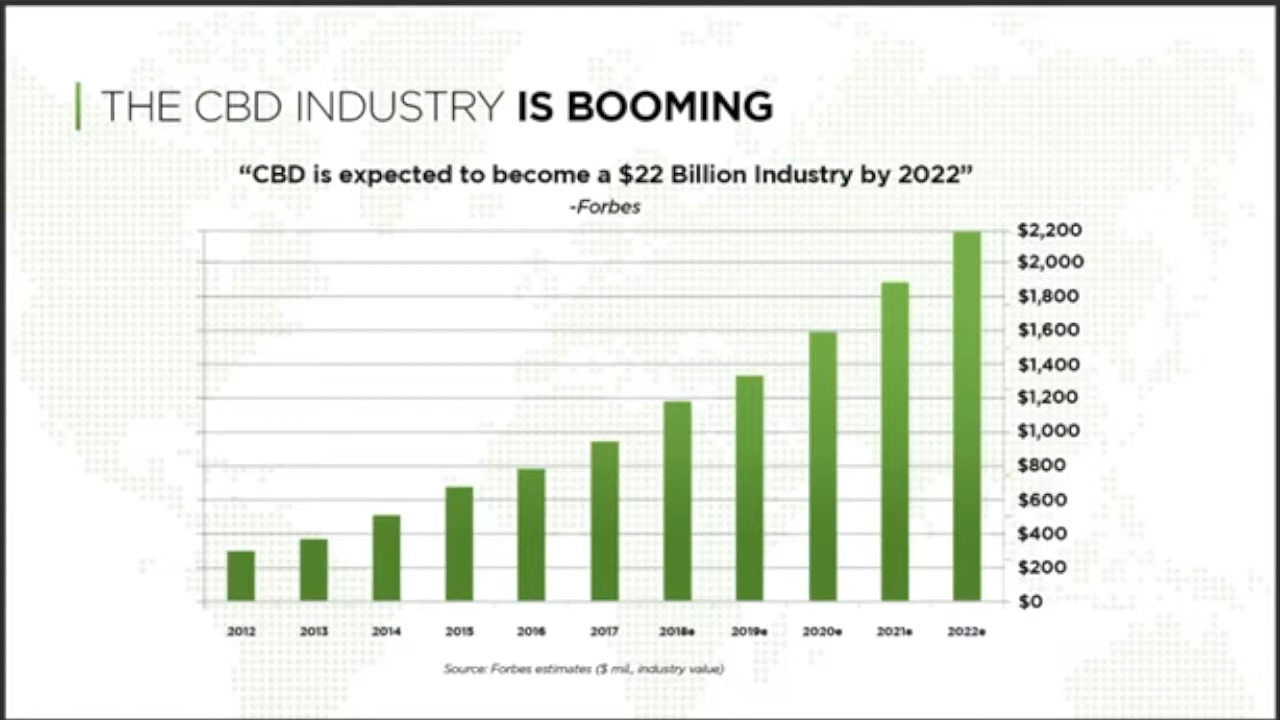 THE CBD INDUSTRY IS BOOMING
“CBD is expected to become a $22 Billion Industry by 2022”
-Forbes
$2,200
$2,000
$1,800
$1,600
$1,400
$1,200
$1,000
$800
$600
$400
$200
$0
2012 2013 2014 2015 2016 2017 2018e 2019e 2020e 2021e 2022e
Source: Forbes estimates ($ mil., industry value)